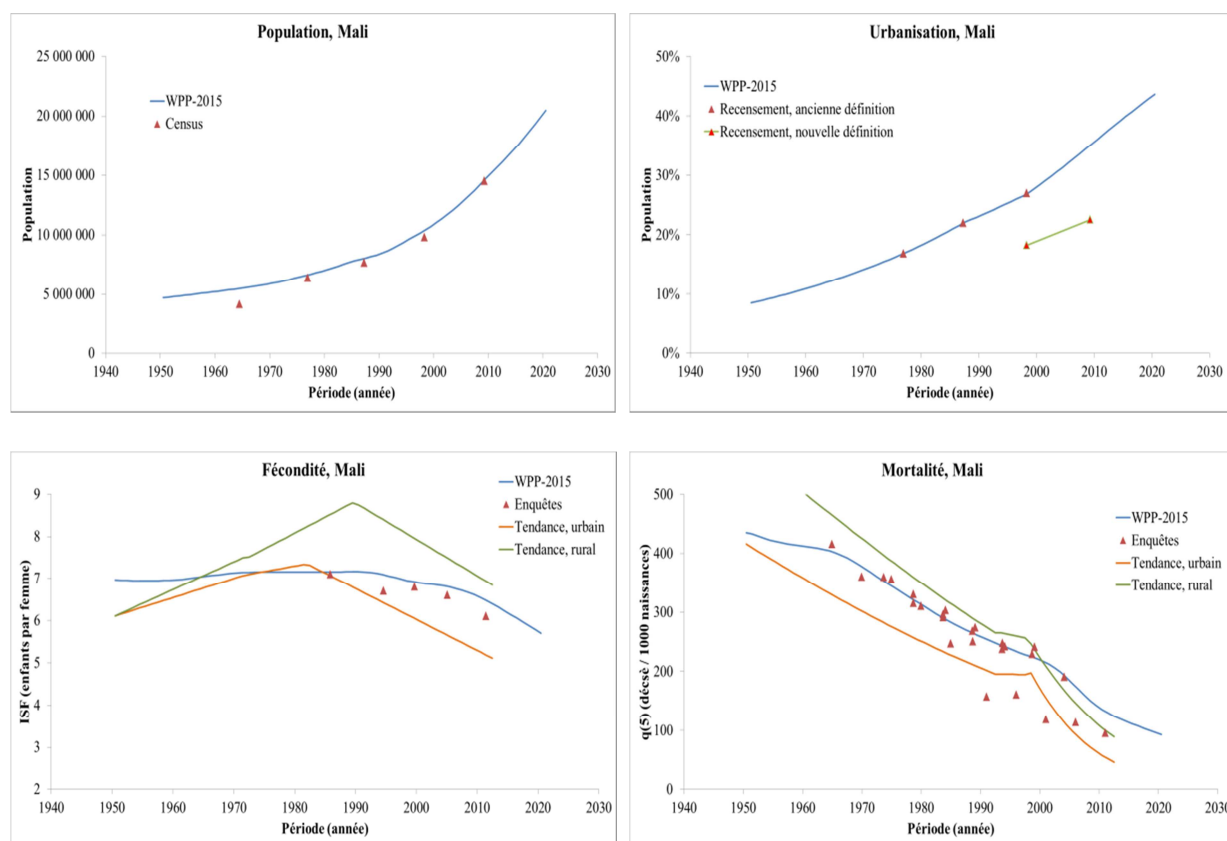 Population, Mali
25 000 000
20 000 000
15 000 000
10 000 000
5 000 000
0
Population
WPP-2015
Census
1940 1950 1960 1970 1980 1990 2000 2010 2020 2030
Période (année)
Urbanisation, Mali
50%
40%
30%
20%
10%
0%
Population
WPP-2015
Recensement, ancienne définition
Recensement, nouvelle définition
1940 1950 1960 1970 1980 1990 2000 2010 2020 2030
Période (année)
Fécondité, Mali
9
8
7
6
5
4
3
2
ISF (enfants par femme)
WPP-2015
Enquêtes
Tendance, urbain
Tendance, rural
1940 1950 1960 1970 1980 1990 2000 2010 2020 2030
Période (année)
Mortalité, Mali
500
400
300
200
100
0
q(5) (décsè / 1000 naissances)
WPP-2015
Enquêtes
Tendance, urbain
Tendance, rural
1940 1950 1960 1970 1980 1990 2000 2010 2020 2030
Période (année)